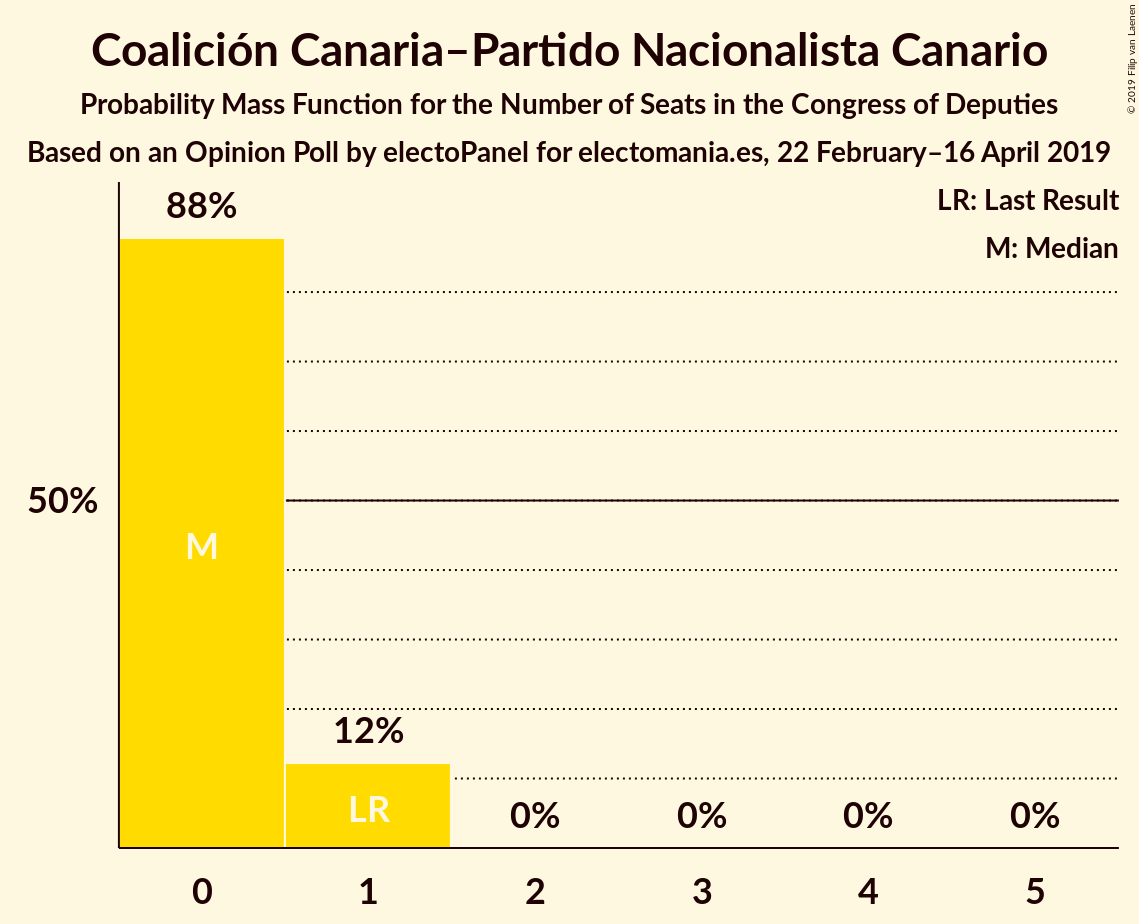 Coalición Canaria–Partido Nacionalista Canario
Probability Mass Function for the Number of Seats in the Congress of Deputies
Based on an Opinion Poll by electoPanel for electomania.es, 22 February–16 April 2019
© 2019 Filip van Laenen
LR: Last Result
M: Median
88%
50%
M
12%
LR
0%
0%
0%
0%
0 1 2 3 4 5